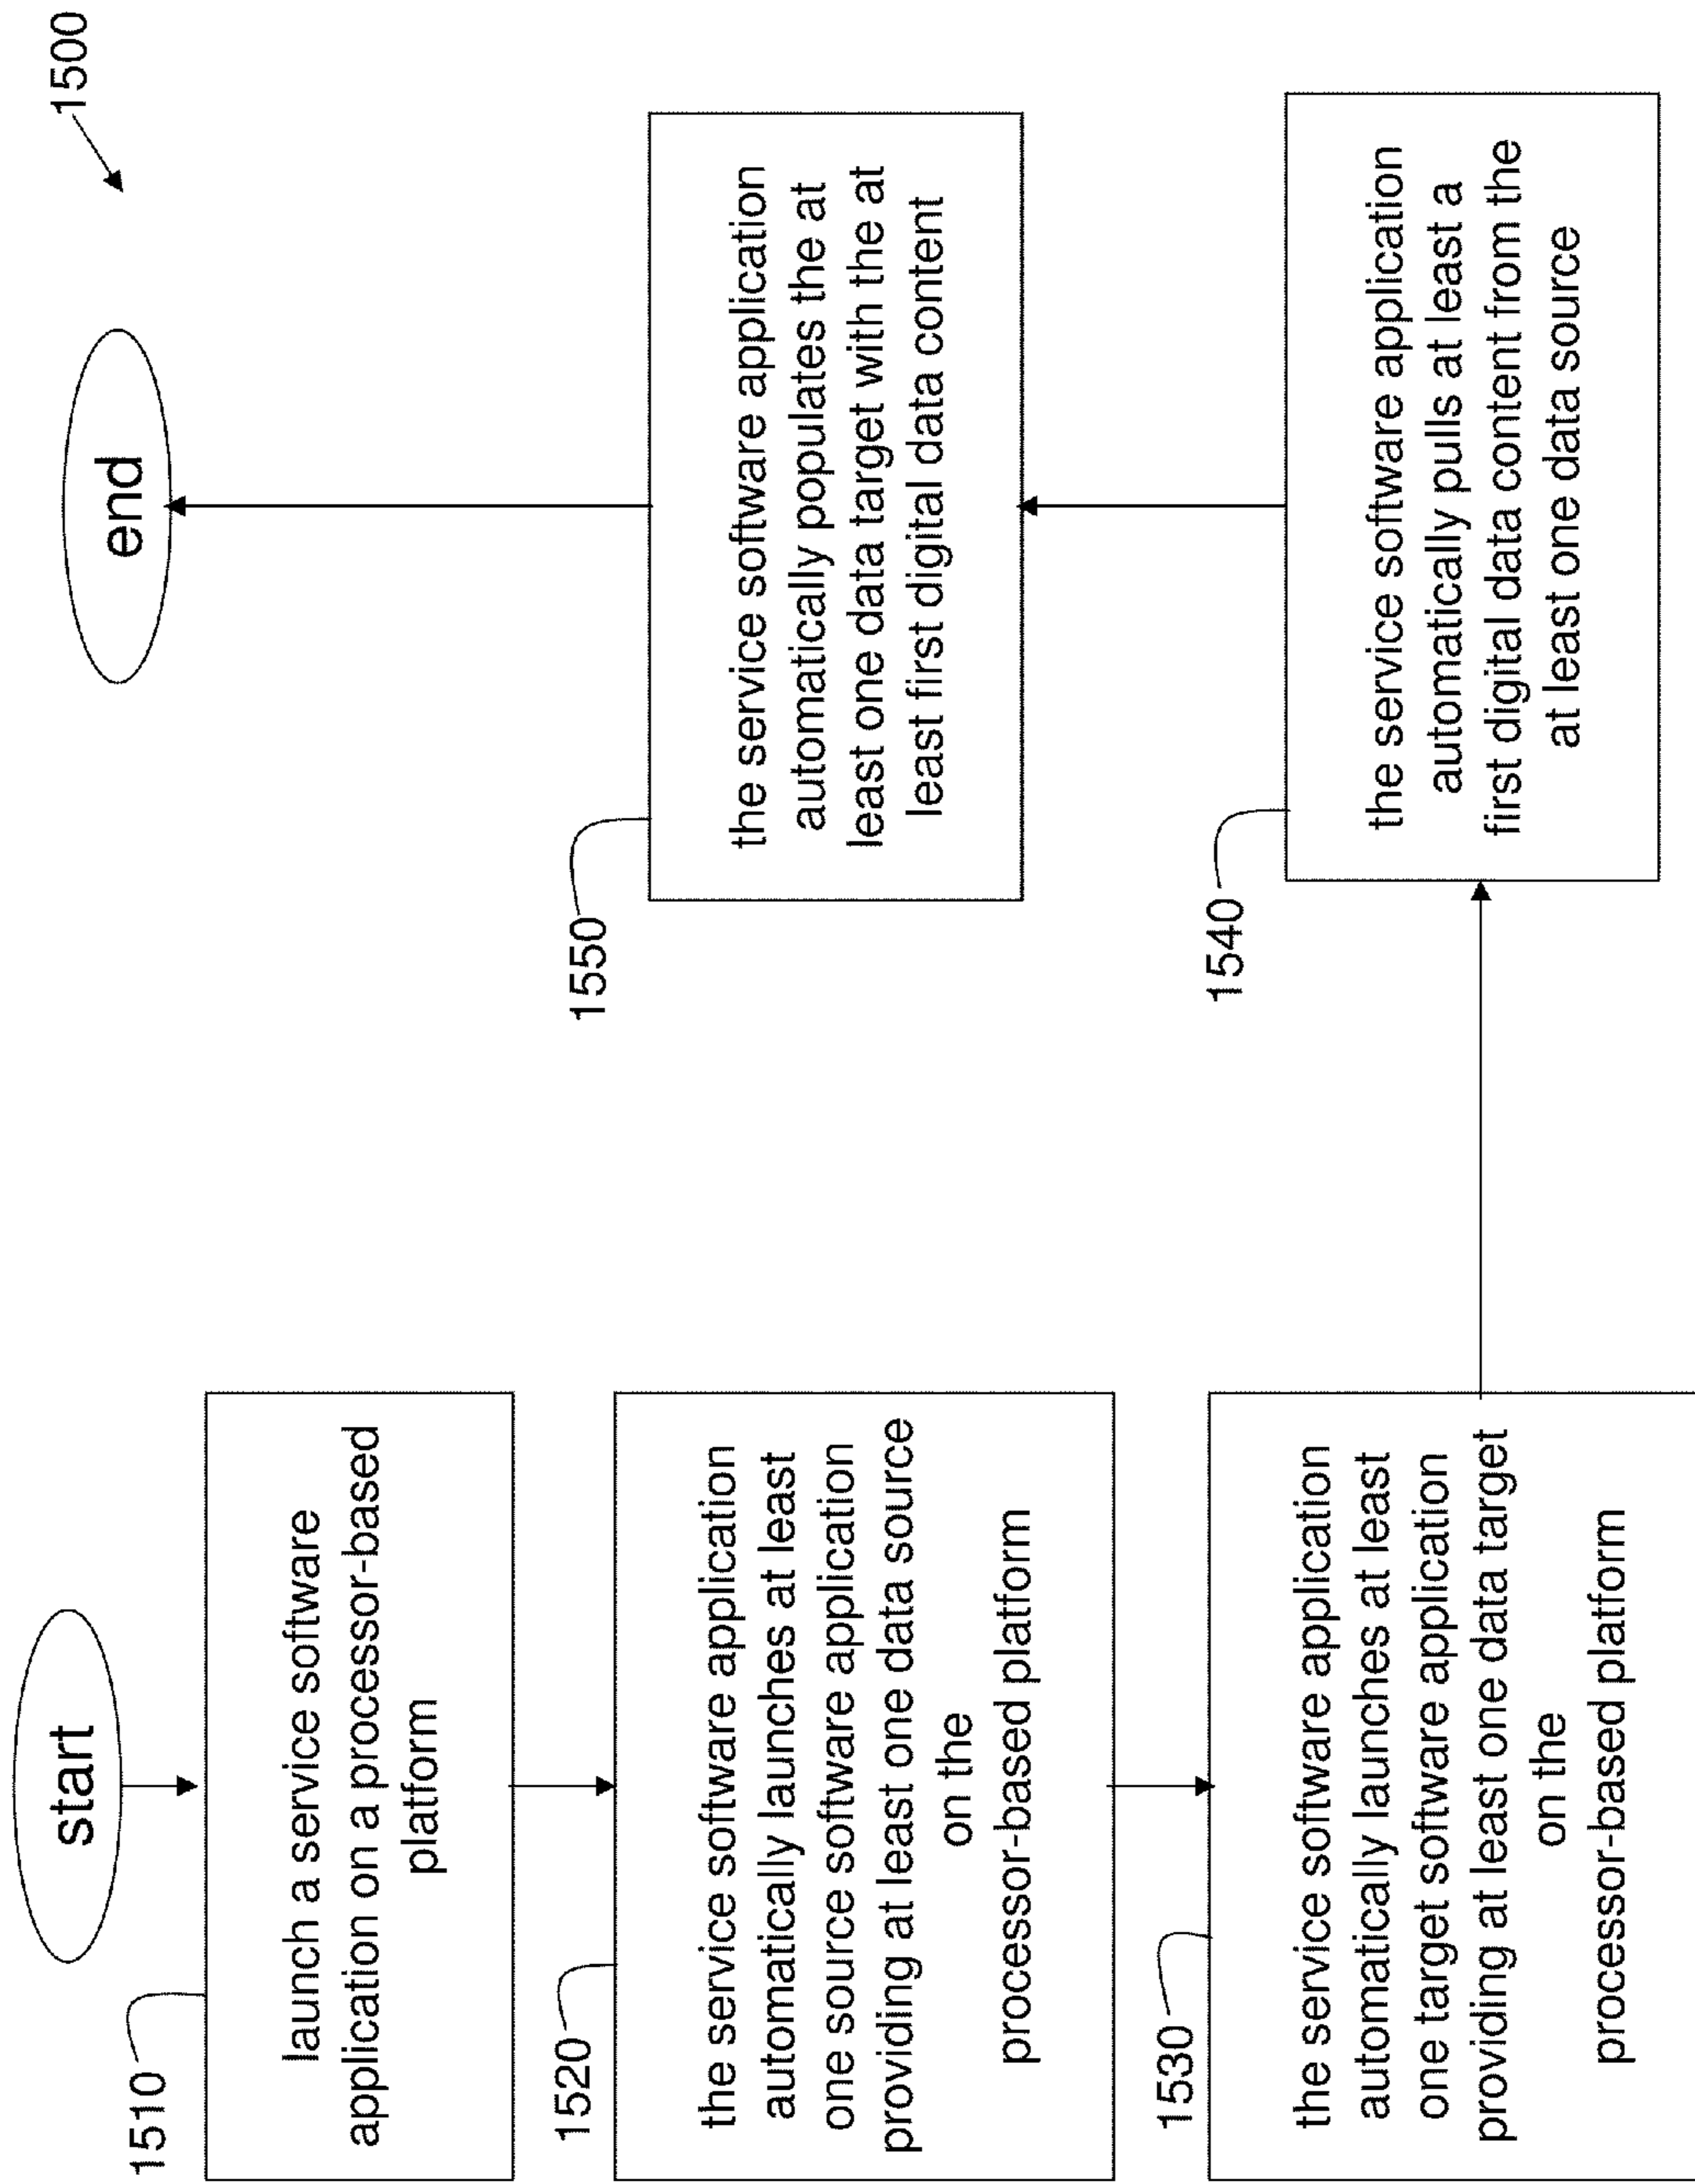 1500
start
1510
launch a service software
application on a processor-based
platform
1520
the service software application
automatically launches at least
one source software application
providing at least one data source
on the
processor-based platform
1530
the service software application
automatically launches at least
one target software application
providing at least one data target
on the
processor-based platform
1540
the service software application
automatically pulls at least a
first digital data content from the
at least one data source
1550
the service software application
automatically populates the at
least one data target with the at
least first digital data content
end